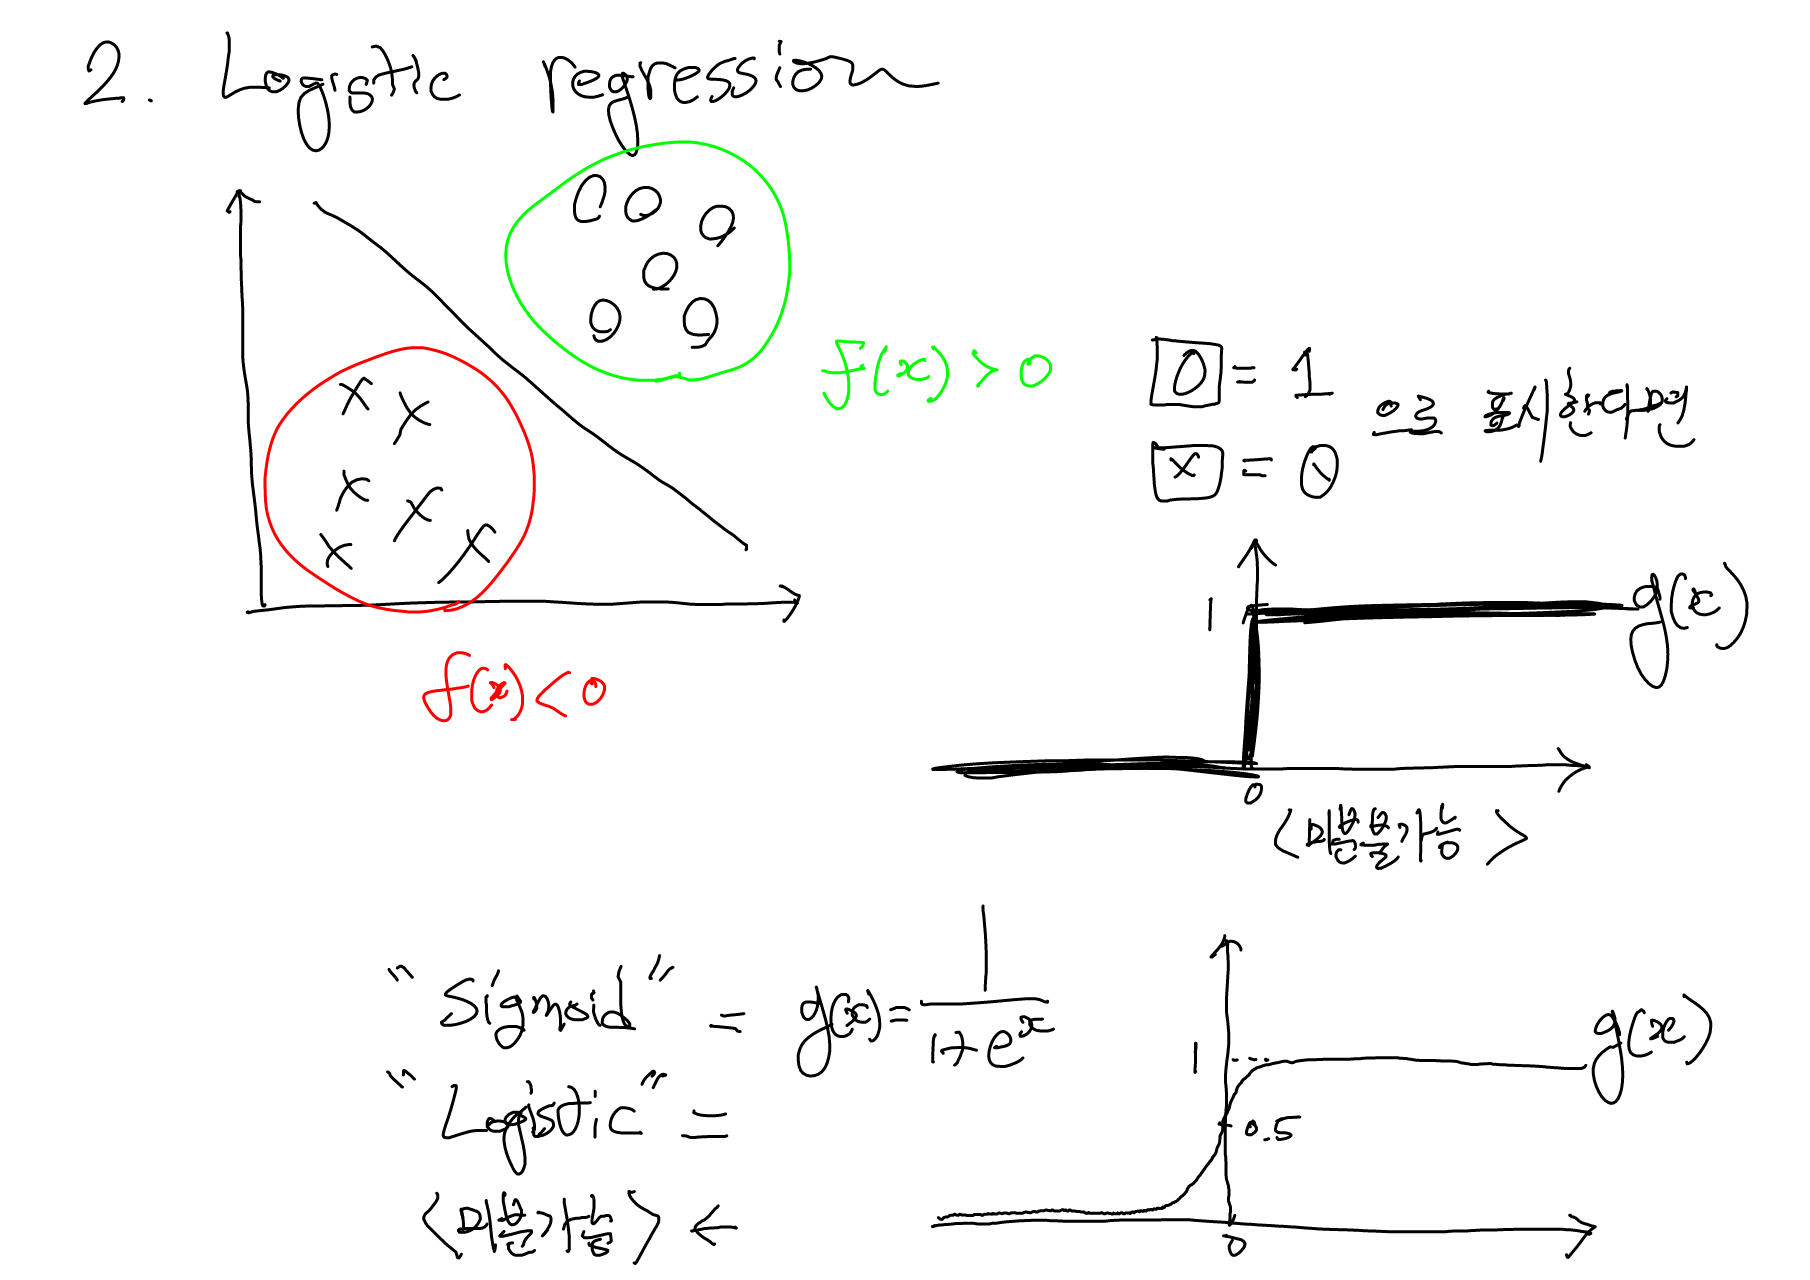 2. Logistic regression
f(x) > 0
f(x) < 0
O = 1
x = 0
으로 표시한다면
1
g(x)
0
<미분불가능>
"Sigmoid" = g(x) = 1 / 1+e^x
"Logistic" =
<미분가능> ←
1
g(x)
0.5
0